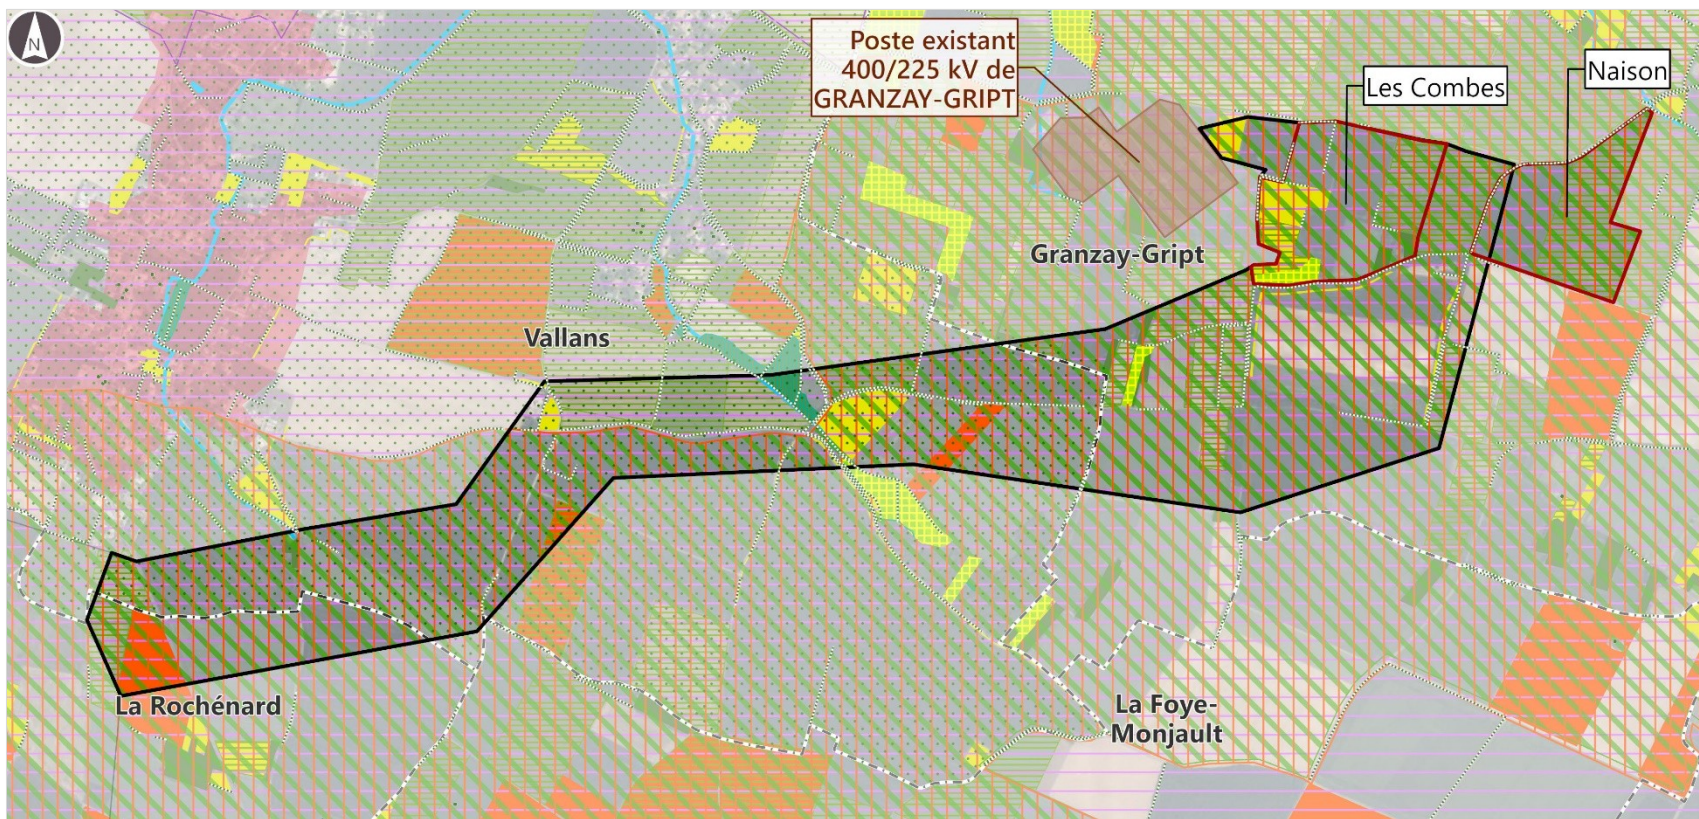 N
Poste existant
400/225 kV de
GRANZAY-GRIPT
Les Combes
Naison
Granzay-Gript
Vallans
La Rochénard
La Foye-
Monjault